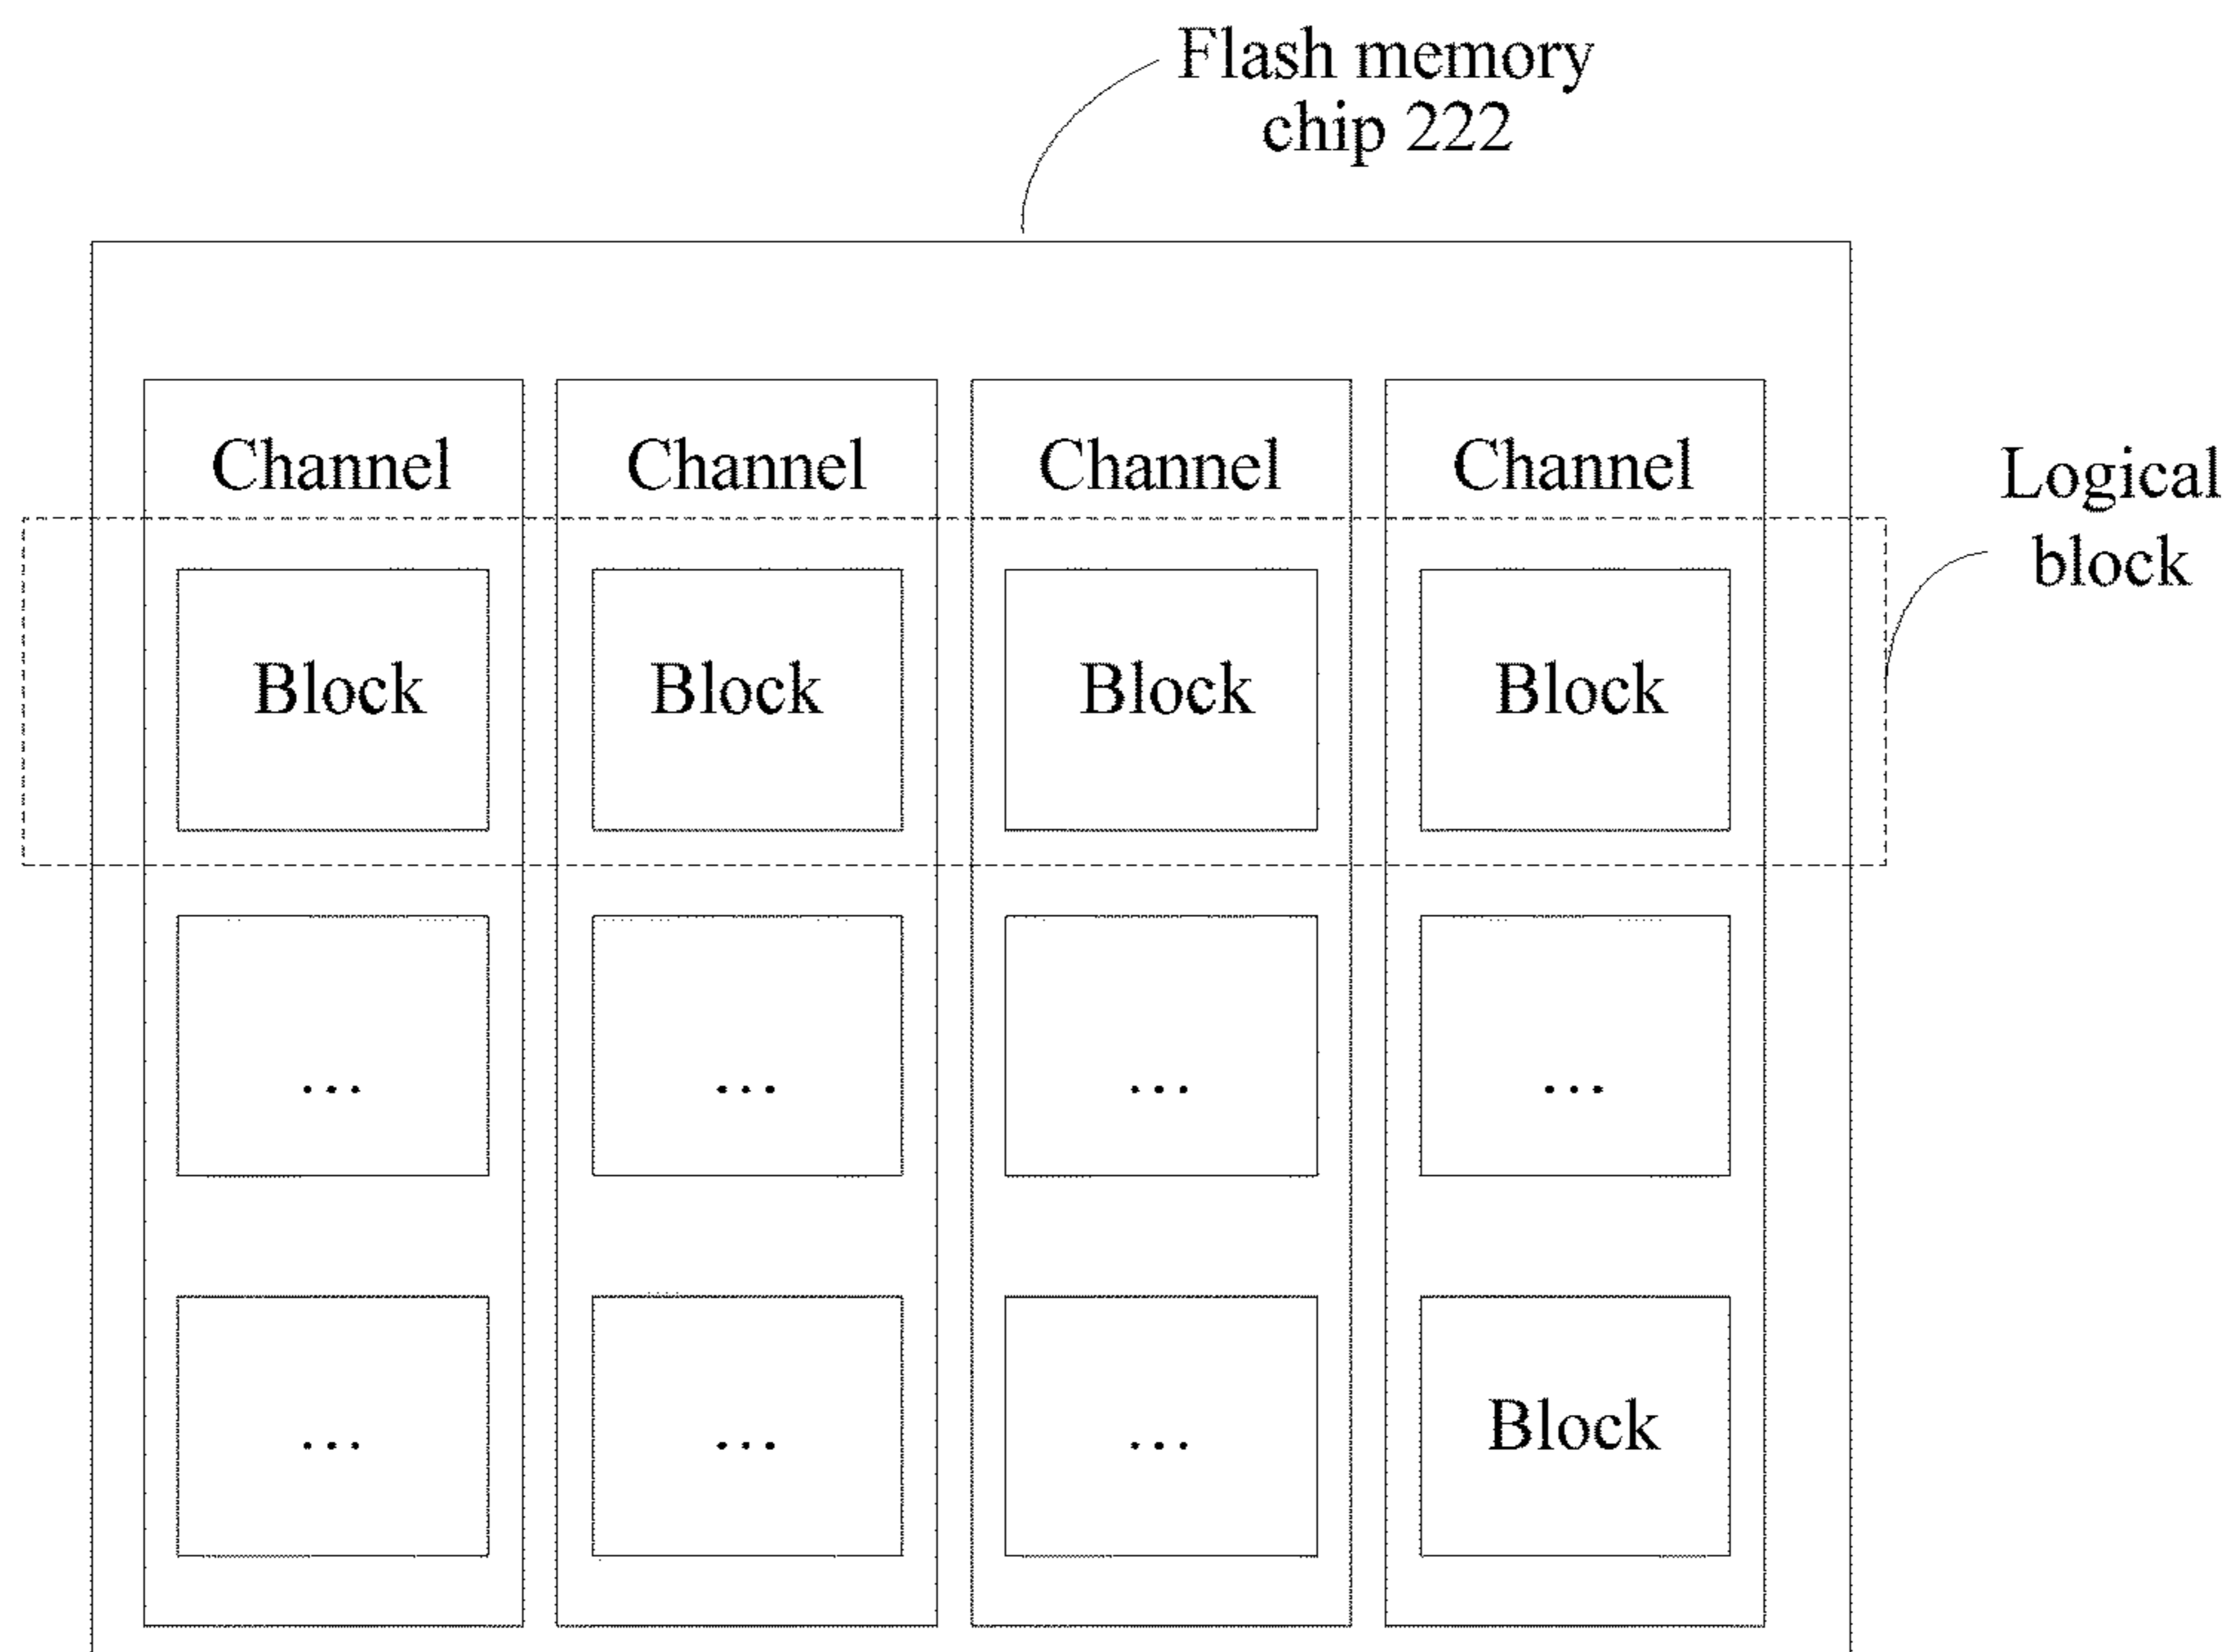 Flash memory
chip 222
Channel Channel Channel Channel
Logical
block
Block Block Block Block
... ... ... ...
... ... ... Block